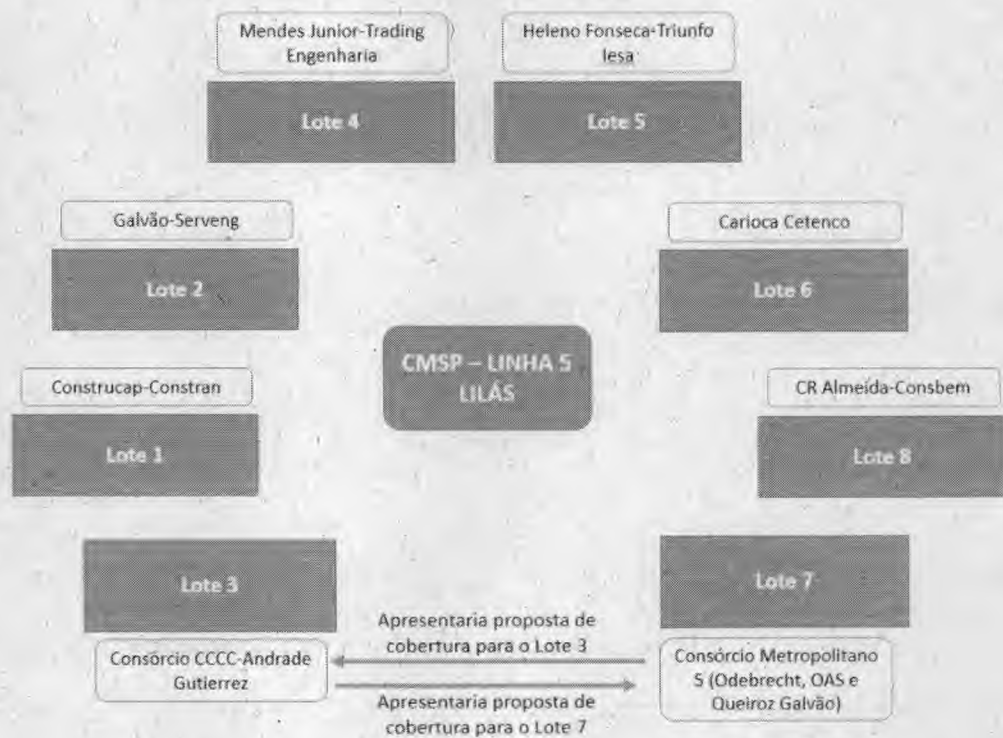 Mendes Junior-Trading
Engenharia
Heleno Fonseca-Triunfo
Iesa
Lote 4
Lote 5
Galvão-Serveng
Carioca Cetenco
Lote 2
Lote 6
CMSP – LINHA 5
LILÁS
Construcap-Constran
CR Almeida-Consbem
Lote 1
Lote 8
Lote 3
Lote 7
Apresentaria proposta de
cobertura para o Lote 3
Consórcio CCCC-Andrade
Gutierrez
Consórcio Metropolitano
5 (Odebrecht, OAS e
Queiroz Galvão)
Apresentaria proposta de
cobertura para o Lote 7